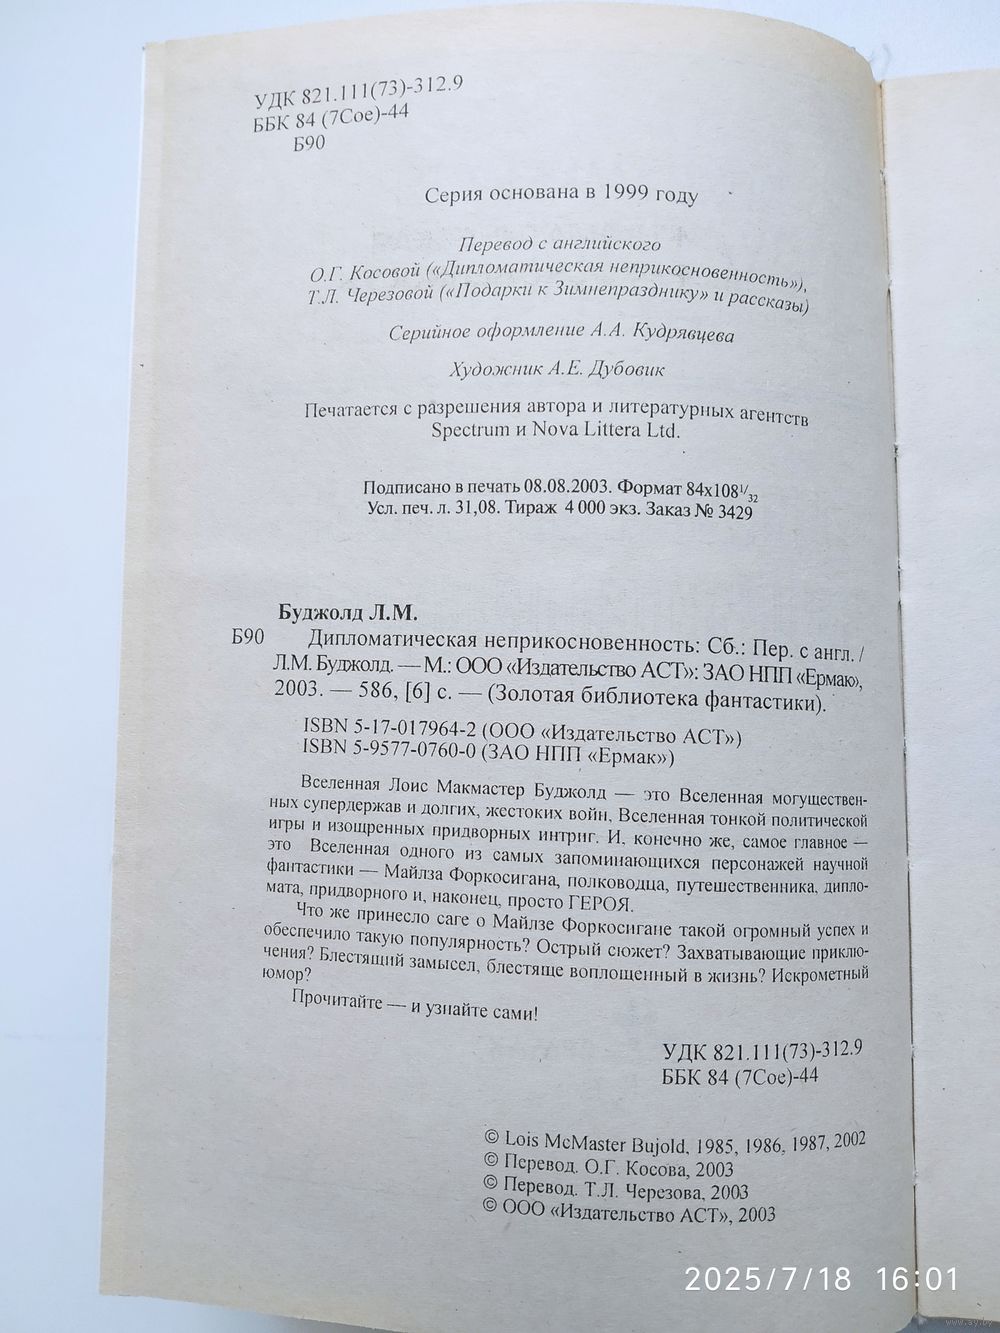 УДК 821.111(73)-312.9
ББК 84 (7Сое)-44
Б90
Серия основана в 1999 году
Перевод с английского
О.Г. Косовой («Дипломатическая неприкосновенность»),
Т.Л. Черезовой («Подарки к Зимнепразднику» и рассказы)
Серийное оформление А.А. Кудрявцева
Художник А.Е. Дубовик
Печатается с разрешения автора и литературных агентств
Spectrum и Nova Littera Ltd.
Подписано в печать 08.08.2003. Формат 84x108 1/32
Усл. печ. л. 31,08. Тираж 4 000 экз. Заказ № 3429
Буджолд Л.М.
Б90 Дипломатическая неприкосновенность: Сб.: Пер. с англ. /
Л.М. Буджолд. — М.: ООО «Издательство АСТ»: ЗАО НПП «Ермак»,
2003. — 586, [6] с. — (Золотая библиотека фантастики).
ISBN 5-17-017964-2 (ООО «Издательство АСТ»)
ISBN 5-9577-0760-0 (ЗАО НПП «Ермак»)
Вселенная Лоис Макмастер Буджолд — это Вселенная могуществен-
ных супердержав и долгих, жестоких войн, Вселенная тонкой политической
игры и изощренных придворных интриг. И, конечно же, самое главное —
это Вселенная одного из самых запоминающихся персонажей научной
фантастики — Майлза Форкосигана, полководца, путешественника, дипло-
мата, придворного и, наконец, просто ГЕРОЯ.
Что же принесло саге о Майлзе Форкосигане такой огромный успех и
обеспечило такую популярность? Острый сюжет? Захватывающие приклю-
чения? Блестящий замысел, блестяще воплощенный в жизнь? Искрометный
юмор?
Прочитайте — и узнайте сами!
УДК 821.111(73)-312.9
ББК 84 (7Сое)-44
© Lois McMaster Bujold, 1985, 1986, 1987, 2002
© Перевод. О.Г. Косова, 2003
© Перевод. Т.Л. Черезова, 2003
© ООО «Издательство АСТ», 2003
2025/7/18 16:01
www.ay.by